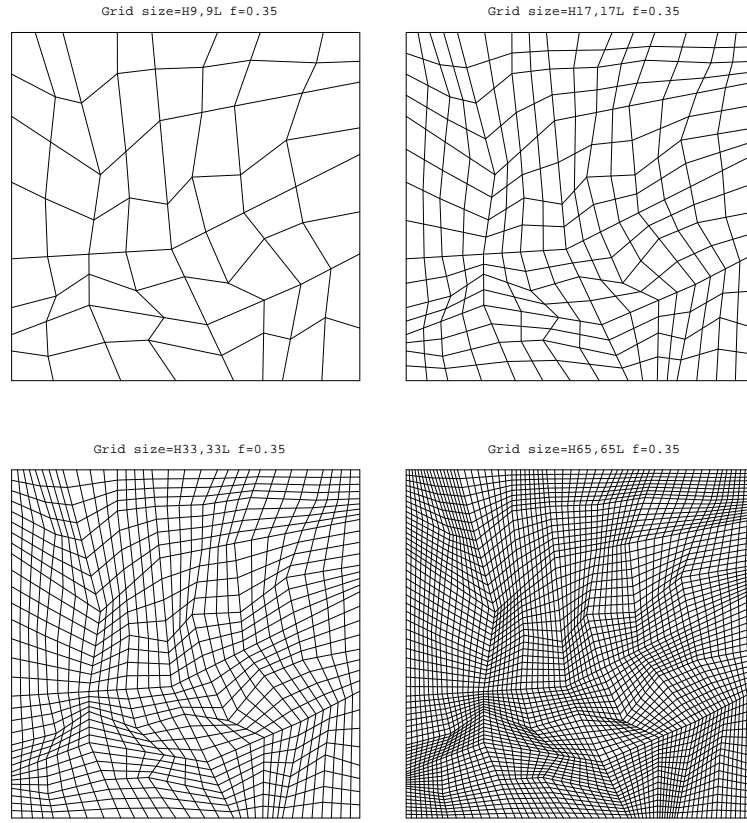 Grid size=H9,9L f=0.35
Grid size=H17,17L f=0.35
Grid size=H33,33L f=0.35
Grid size=H65,65L f=0.35